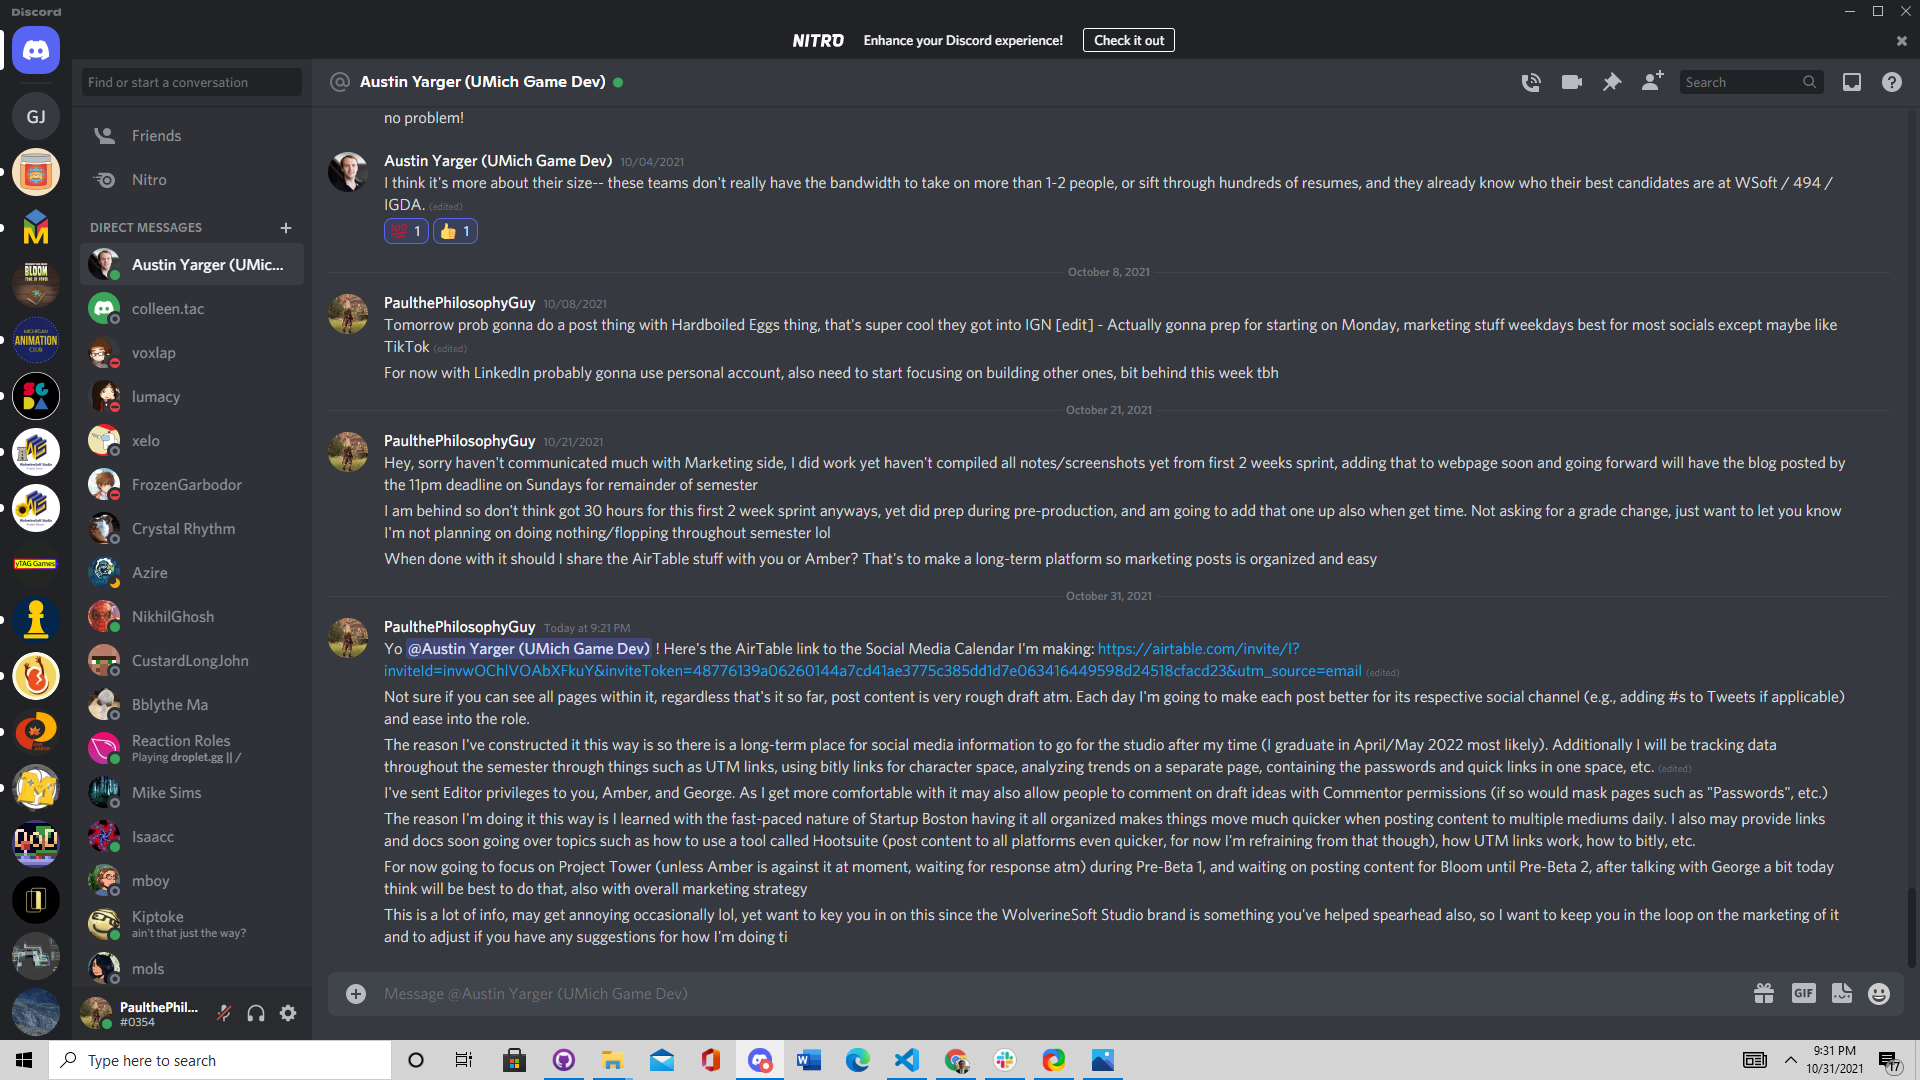 Discord
NITRO Enhance your Discord experience! Check it out
Find or start a conversation
Austin Yarger (UMich Game Dev)
Search
GJ
Friends
Nitro
DIRECT MESSAGES
Austin Yarger (UMic...
colleen.tac
voxlap
lumacy
xelo
FrozenGarbodor
Crystal Rhythm
Azire
NikhilGhosh
CustardLongJohn
Bblythe Ma
Reaction Roles
Playing droplet.gg || /
Mike Sims
Isaacc
mboy
Kiptoke
ain't that just the way?
mols
PaulthePhil...
#0354
BLOOM
MICHIGAN
ANIMATION
CLUB
yTAG Games
no problem!
Austin Yarger (UMich Game Dev) 10/04/2021
I think it's more about their size-- these teams don't really have the bandwidth to take on more than 1-2 people, or sift through hundreds of resumes, and they already know who their best candidates are at WSoft / 494 /
IGDA. (edited)
100 1 1
October 8, 2021
PaulthePhilosophyGuy 10/08/2021
Tomorrow prob gonna do a post thing with Hardboiled Eggs thing, that's super cool they got into IGN [edit] - Actually gonna prep for starting on Monday, marketing stuff weekdays best for most socials except maybe like
TikTok (edited)
For now with LinkedIn probably gonna use personal account, also need to start focusing on building other ones, bit behind this week tbh
October 21, 2021
PaulthePhilosophyGuy 10/21/2021
Hey, sorry haven't communicated much with Marketing side, I did work yet haven't compiled all notes/screenshots yet from first 2 weeks sprint, adding that to webpage soon and going forward will have the blog posted by
the 11pm deadline on Sundays for remainder of semester
I am behind so don't think got 30 hours for this first 2 week sprint anyways, yet did prep during pre-production, and am going to add that one up also when get time. Not asking for a grade change, just want to let you know
I'm not planning on doing nothing/flopping throughout semester lol
When done with it should I share the AirTable stuff with you or Amber? That's to make a long-term platform so marketing posts is organized and easy
October 31, 2021
PaulthePhilosophyGuy Today at 9:21 PM
Yo @Austin Yarger (UMich Game Dev) ! Here's the AirTable link to the Social Media Calendar I'm making: https://airtable.com/invite/l?
inviteId=invwOChlVOAbXFkuY&inviteToken=48776139a06260144a7cd41ae3775c385dd1d7e063416449598d24518cfacd23&utm_source=email (edited)
Not sure if you can see all pages within it, regardless that's it so far, post content is very rough draft atm. Each day I'm going to make each post better for its respective social channel (e.g., adding #s to Tweets if applicable)
and ease into the role.
The reason I've constructed it this way is so there is a long-term place for social media information to go for the studio after my time (I graduate in April/May 2022 most likely). Additionally I will be tracking data
throughout the semester through things such as UTM links, using bitly links for character space, analyzing trends on a separate page, containing the passwords and quick links in one space, etc. (edited)
I've sent Editor privileges to you, Amber, and George. As I get more comfortable with it may also allow people to comment on draft ideas with Commentor permissions (if so would mask pages such as "Passwords", etc.)
The reason I'm doing it this way is I learned with the fast-paced nature of Startup Boston having it all organized makes things move much quicker when posting content to multiple mediums daily. I also may provide links
and docs soon going over topics such as how to use a tool called Hootsuite (post content to all platforms even quicker, for now I'm refraining from that though), how UTM links work, how to bitly, etc.
For now going to focus on Project Tower (unless Amber is against it at moment, waiting for response atm) during Pre-Beta 1, and waiting on posting content for Bloom until Pre-Beta 2, after talking with George a bit today
think will be best to do that, also with overall marketing strategy
This is a lot of info, may get annoying occasionally lol, yet want to key you in on this since the WolverineSoft Studio brand is something you've helped spearhead also, so I want to keep you in the loop on the marketing of it
and to adjust if you have any suggestions for how I'm doing ti
Message @Austin Yarger (UMich Game Dev)
GIF
Type here to search
9:31 PM
10/31/2021
17